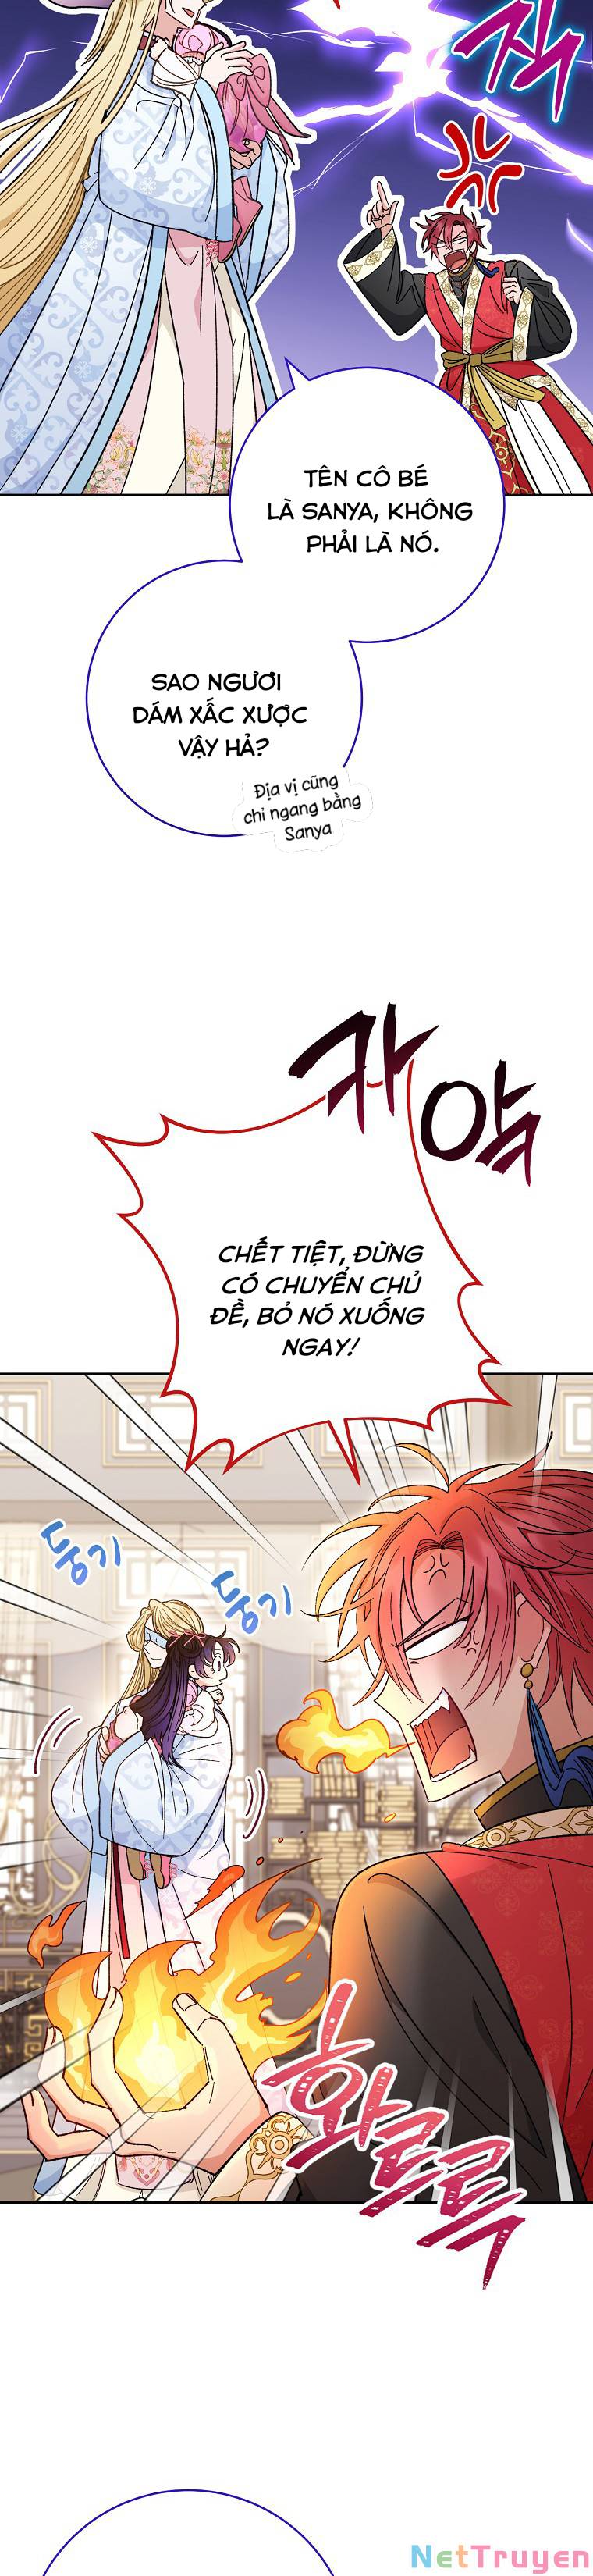 직
TÊN CÔ BÉ
LÀ SANYA, KHÔNG
PHẢI LÀ NÓ.
SAO NGƯƠI
DÁM XẤC XƯỢC
VẬY HẢ?
Địa vị cũng
chỉ ngang bằng
Sanya
카악
CHẾT TIỆT, ĐỪNG
CÓ CHUYỂN CHỦ
ĐỀ, BỎ NÓ XUỐNG
NGAY!
둥기
둥기
화르륵
NetTruyen